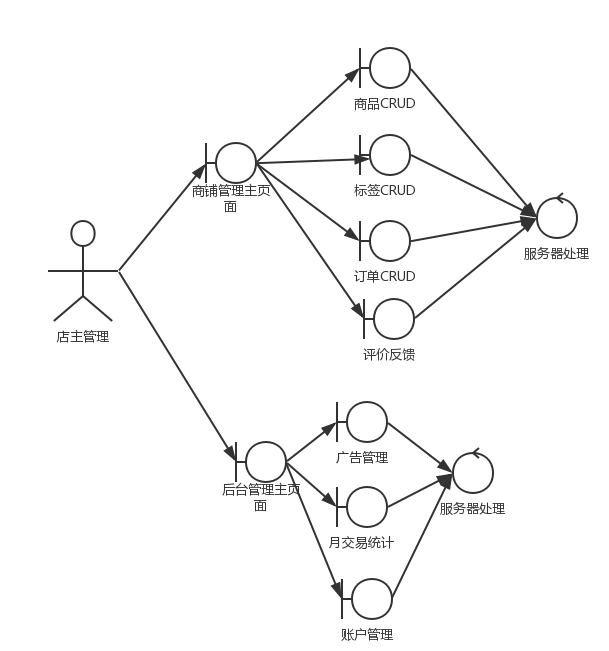 商品CRUD
标签CRUD
商铺管理主页
面
服务器处理
订单CRUD
店主管理
评价反馈
广告管理
后台管理主页
面
服务器处理
月交易统计
账户管理